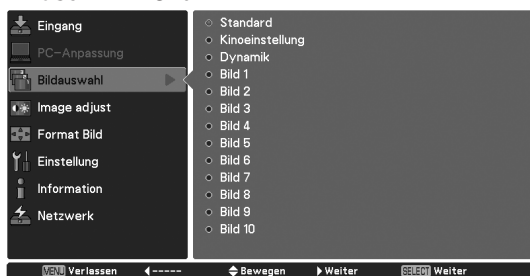 Eingang
PC-Anpassung
Bildauswahl
Image adjust
Format Bild
Einstellung
Information
Netzwerk
Standard
Kinoeinstellung
Dynamik
Bild 1
Bild 2
Bild 3
Bild 4
Bild 5
Bild 6
Bild 7
Bild 8
Bild 9
Bild 10
MENU Verlassen ----- Bewegen Weiter SELECT Weiter